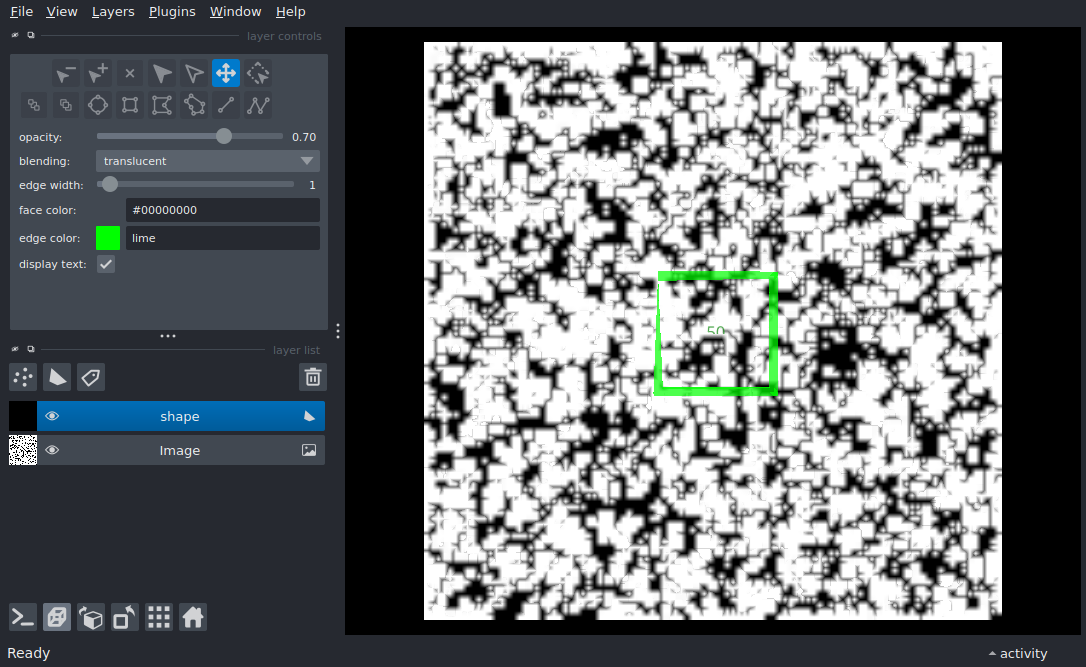 File View Layers Plugins Window Help
layer controls
opacity: 0.70
blending: translucent
edge width: 1
face color: #00000000
edge color: lime
display text:
layer list
shape
Image
50
Ready
activity